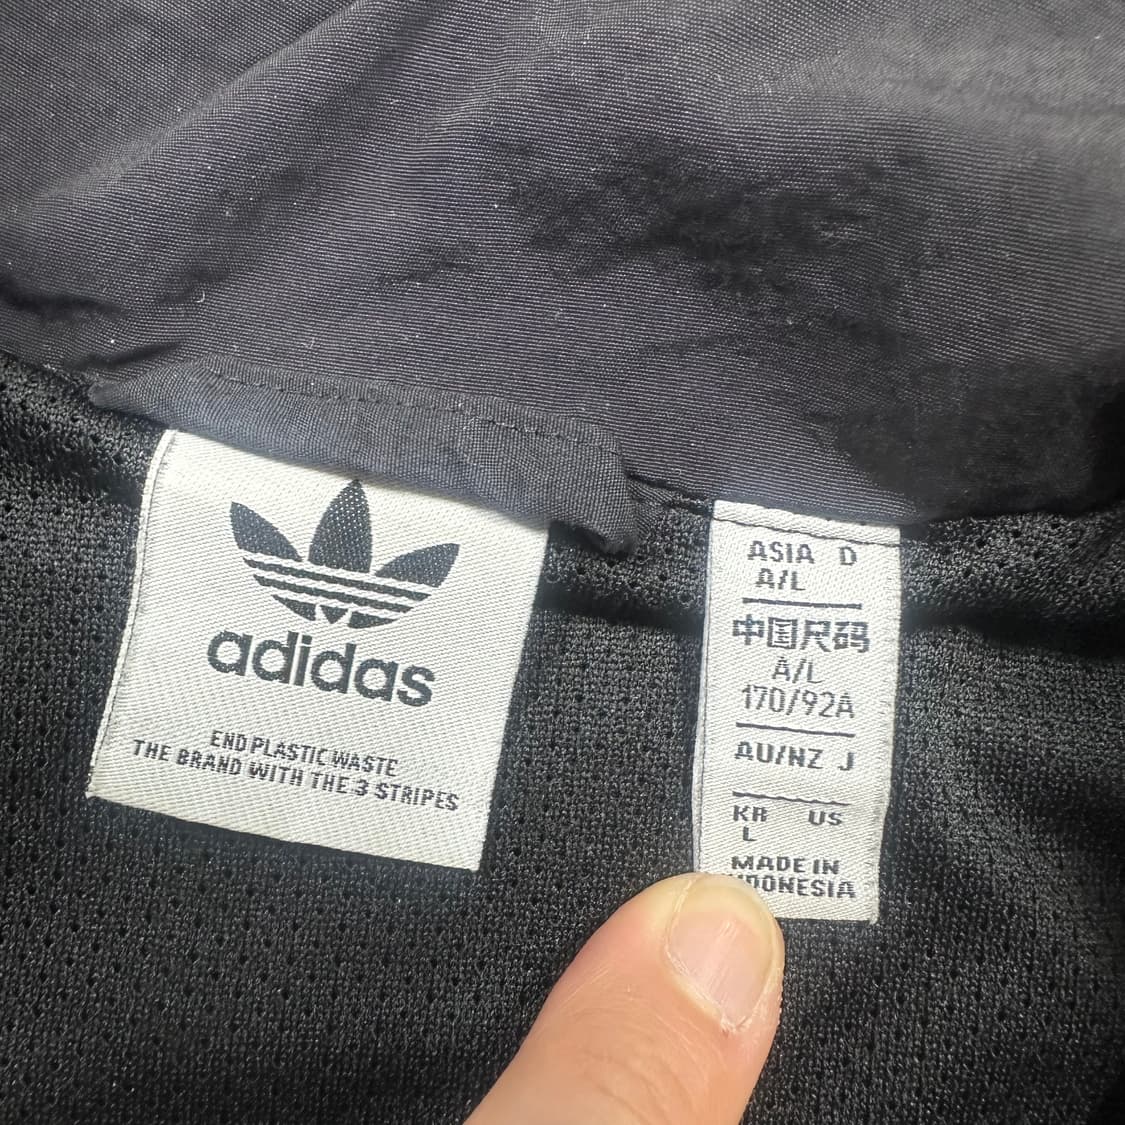 adidas
END PLASTIC WASTE
THE BRAND WITH THE 3 STRIPES
ASIA D
A/L
中国尺码
A/L
170/92A
AU/NZ J
KR US
L
MADE IN
DONESIA